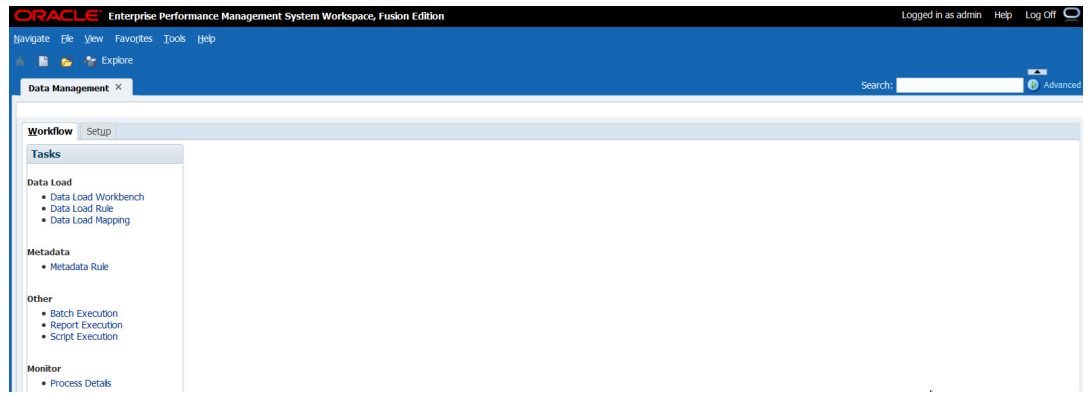 ORACLE Enterprise Performance Management System Workspace, Fusion Edition Logged in as admin Help Log Off
Navigate File View Favorites Tools Help
Explore
Data Management × Search: Advanced
Workflow Setup
Tasks
Data Load
• Data Load Workbench
• Data Load Rule
• Data Load Mapping
Metadata
• Metadata Rule
Other
• Batch Execution
• Report Execution
• Script Execution
Monitor
• Process Details